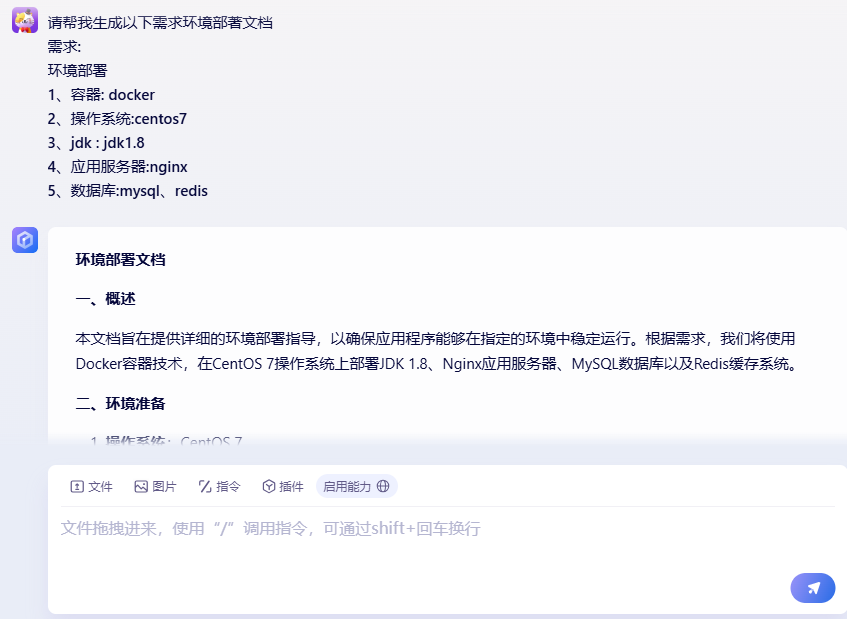 请帮我生成以下需求环境部署文档
需求:
环境部署
1、容器: docker
2、操作系统:centos7
3、jdk : jdk1.8
4、应用服务器:nginx
5、数据库:mysql、redis
环境部署文档
一、概述
本文档旨在提供详细的环境部署指导，以确保应用程序能够在指定的环境中稳定运行。根据需求，我们将使用
Docker容器技术，在CentOS 7操作系统上部署JDK 1.8、Nginx应用服务器、MySQL数据库以及Redis缓存系统。
二、环境准备
1. 操作系统：CentOS 7
文件 图片 指令 插件 启用能力
文件拖拽进来，使用“/”调用指令，可通过shift+回车换行